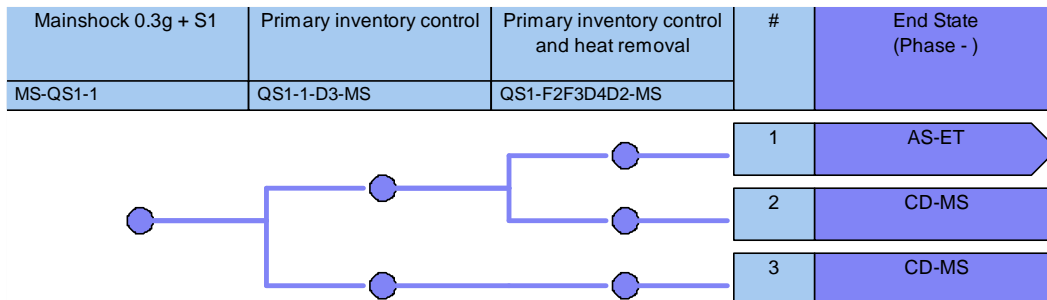 Mainshock 0.3g + S1
Primary inventory control
Primary inventory control
and heat removal
#
End State
(Phase - )
MS-QS1-1
QS1-1-D3-MS
QS1-F2F3D4D2-MS
1
AS-ET
2
CD-MS
3
CD-MS